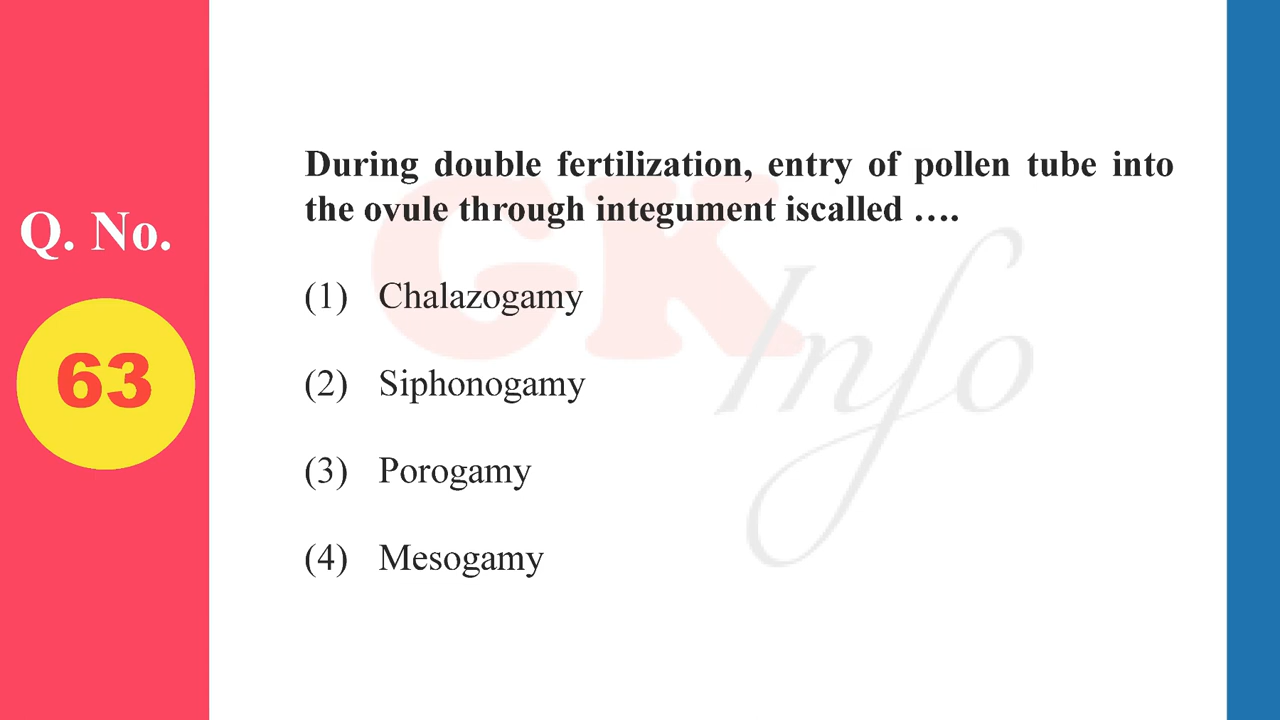 Q. No.
63
During double fertilization, entry of pollen tube into
the ovule through integument iscalled ….
(1) Chalazogamy
(2) Siphonogamy
(3) Porogamy
(4) Mesogamy
GK
Info